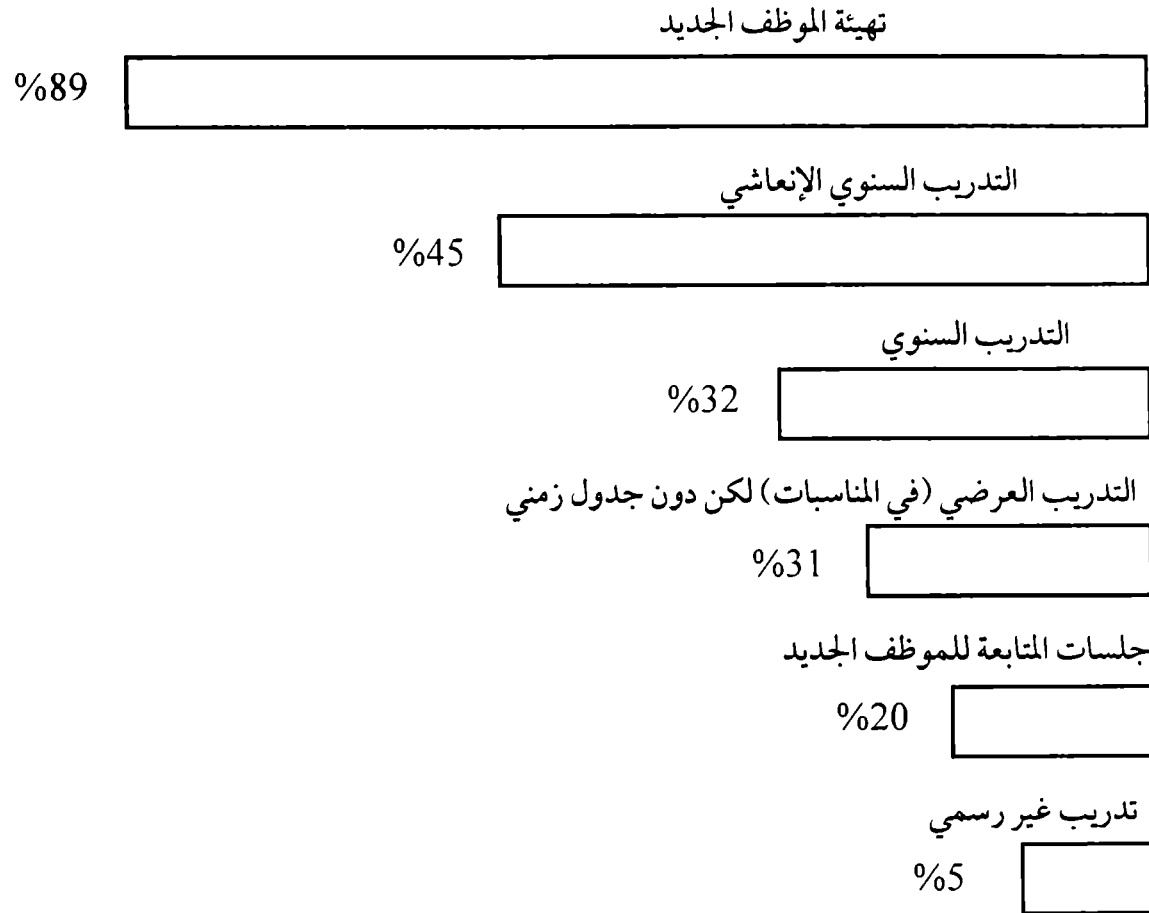 تهيئة الموظف الجديد
%89
التدريب السنوي الإنعاشي
%45
التدريب السنوي
%32
التدريب العرضي (في المناسبات) لكن دون جدول زمني
%31
جلسات المتابعة للموظف الجديد
%20
تدريب غير رسمي
%5